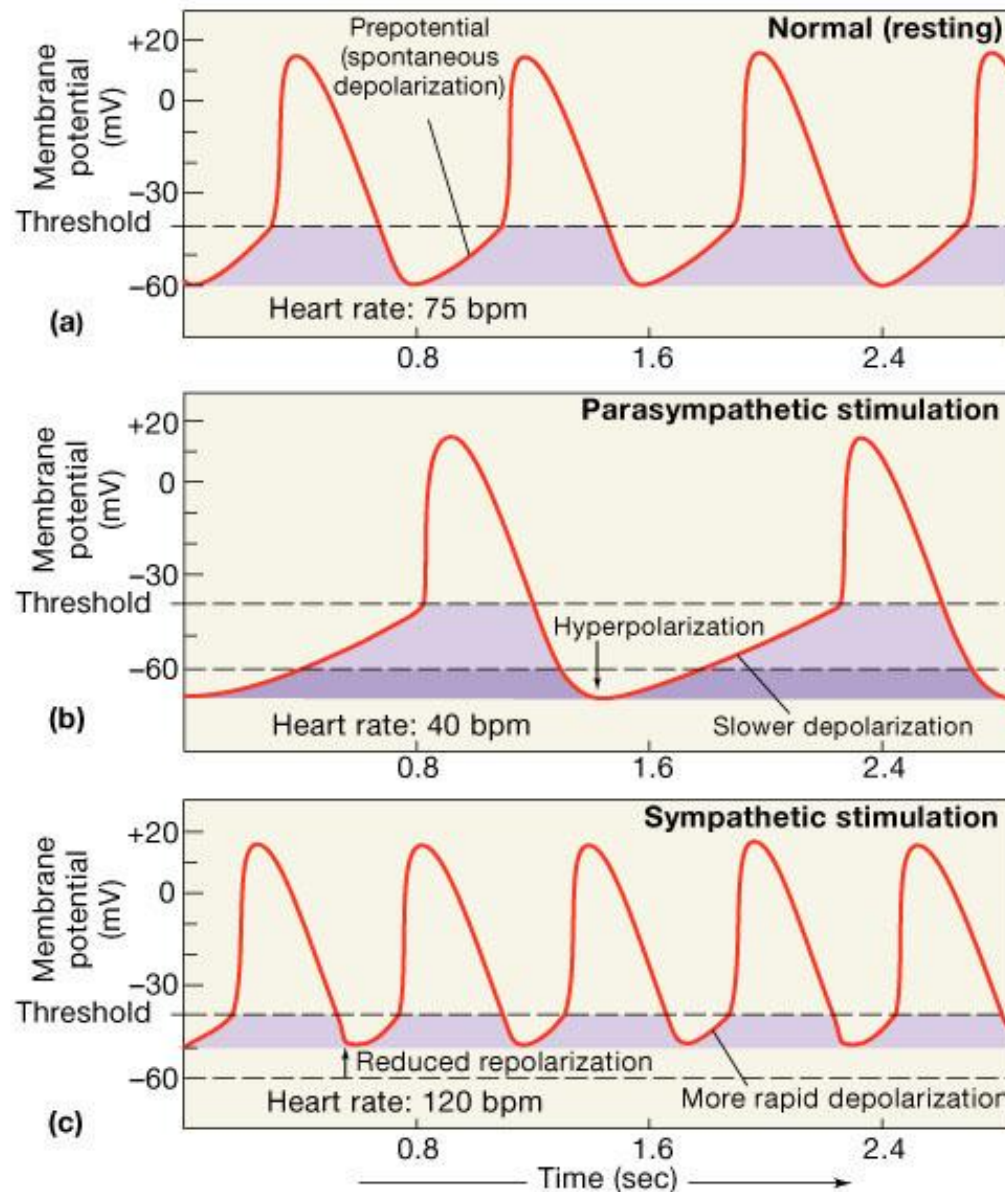 Normal (resting)
Prepotential
(spontaneous
depolarization)
Membrane
potential
(mV)
+20
0
−30
Threshold
−60
Heart rate: 75 bpm
(a)
0.8
1.6
2.4
Parasympathetic stimulation
Membrane
potential
(mV)
+20
0
−30
Threshold
Hyperpolarization
−60
Slower depolarization
Heart rate: 40 bpm
(b)
0.8
1.6
2.4
Sympathetic stimulation
Membrane
potential
(mV)
+20
0
−30
Threshold
Reduced repolarization
−60
More rapid depolarization
Heart rate: 120 bpm
(c)
0.8
1.6
2.4
Time (sec)